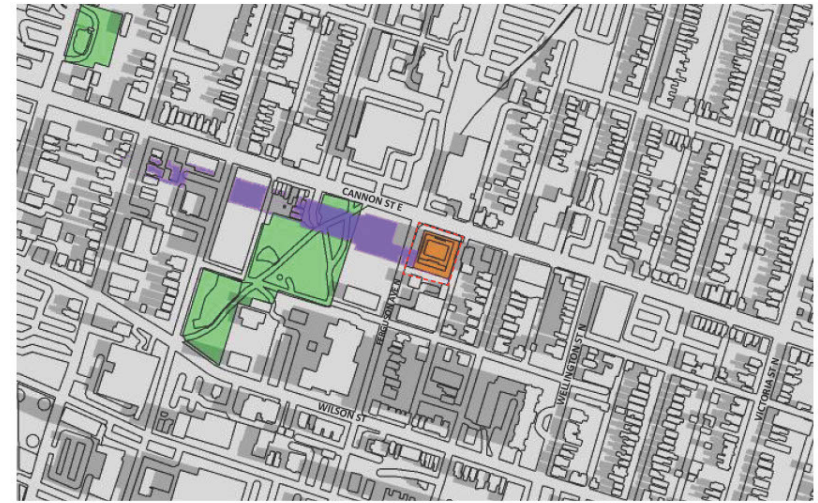 CANNON ST E
FERGUSON AVE N
WELLINGTON ST N
VICTORIA ST N
WILSON ST